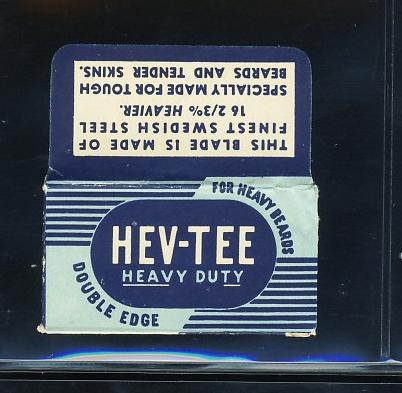 THIS BLADE IS MADE OF
FINEST SWEDISH STEEL
16 2/3% HEAVIER.
SPECIALLY MADE FOR TOUGH
BEARDS AND TENDER SKINS.
FOR HEAVY BEARDS
HEV-TEE
HEAVY DUTY
DOUBLE EDGE